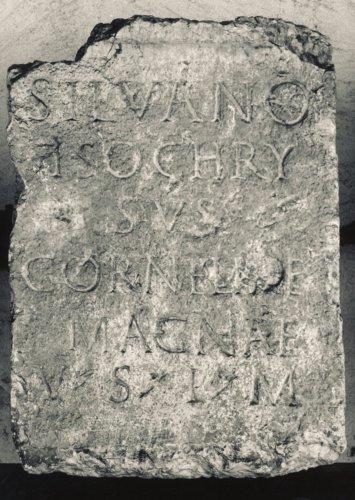 SILVANO
ISOCHRY
SVS
CORNELIAE
MAGNAE
V S L M